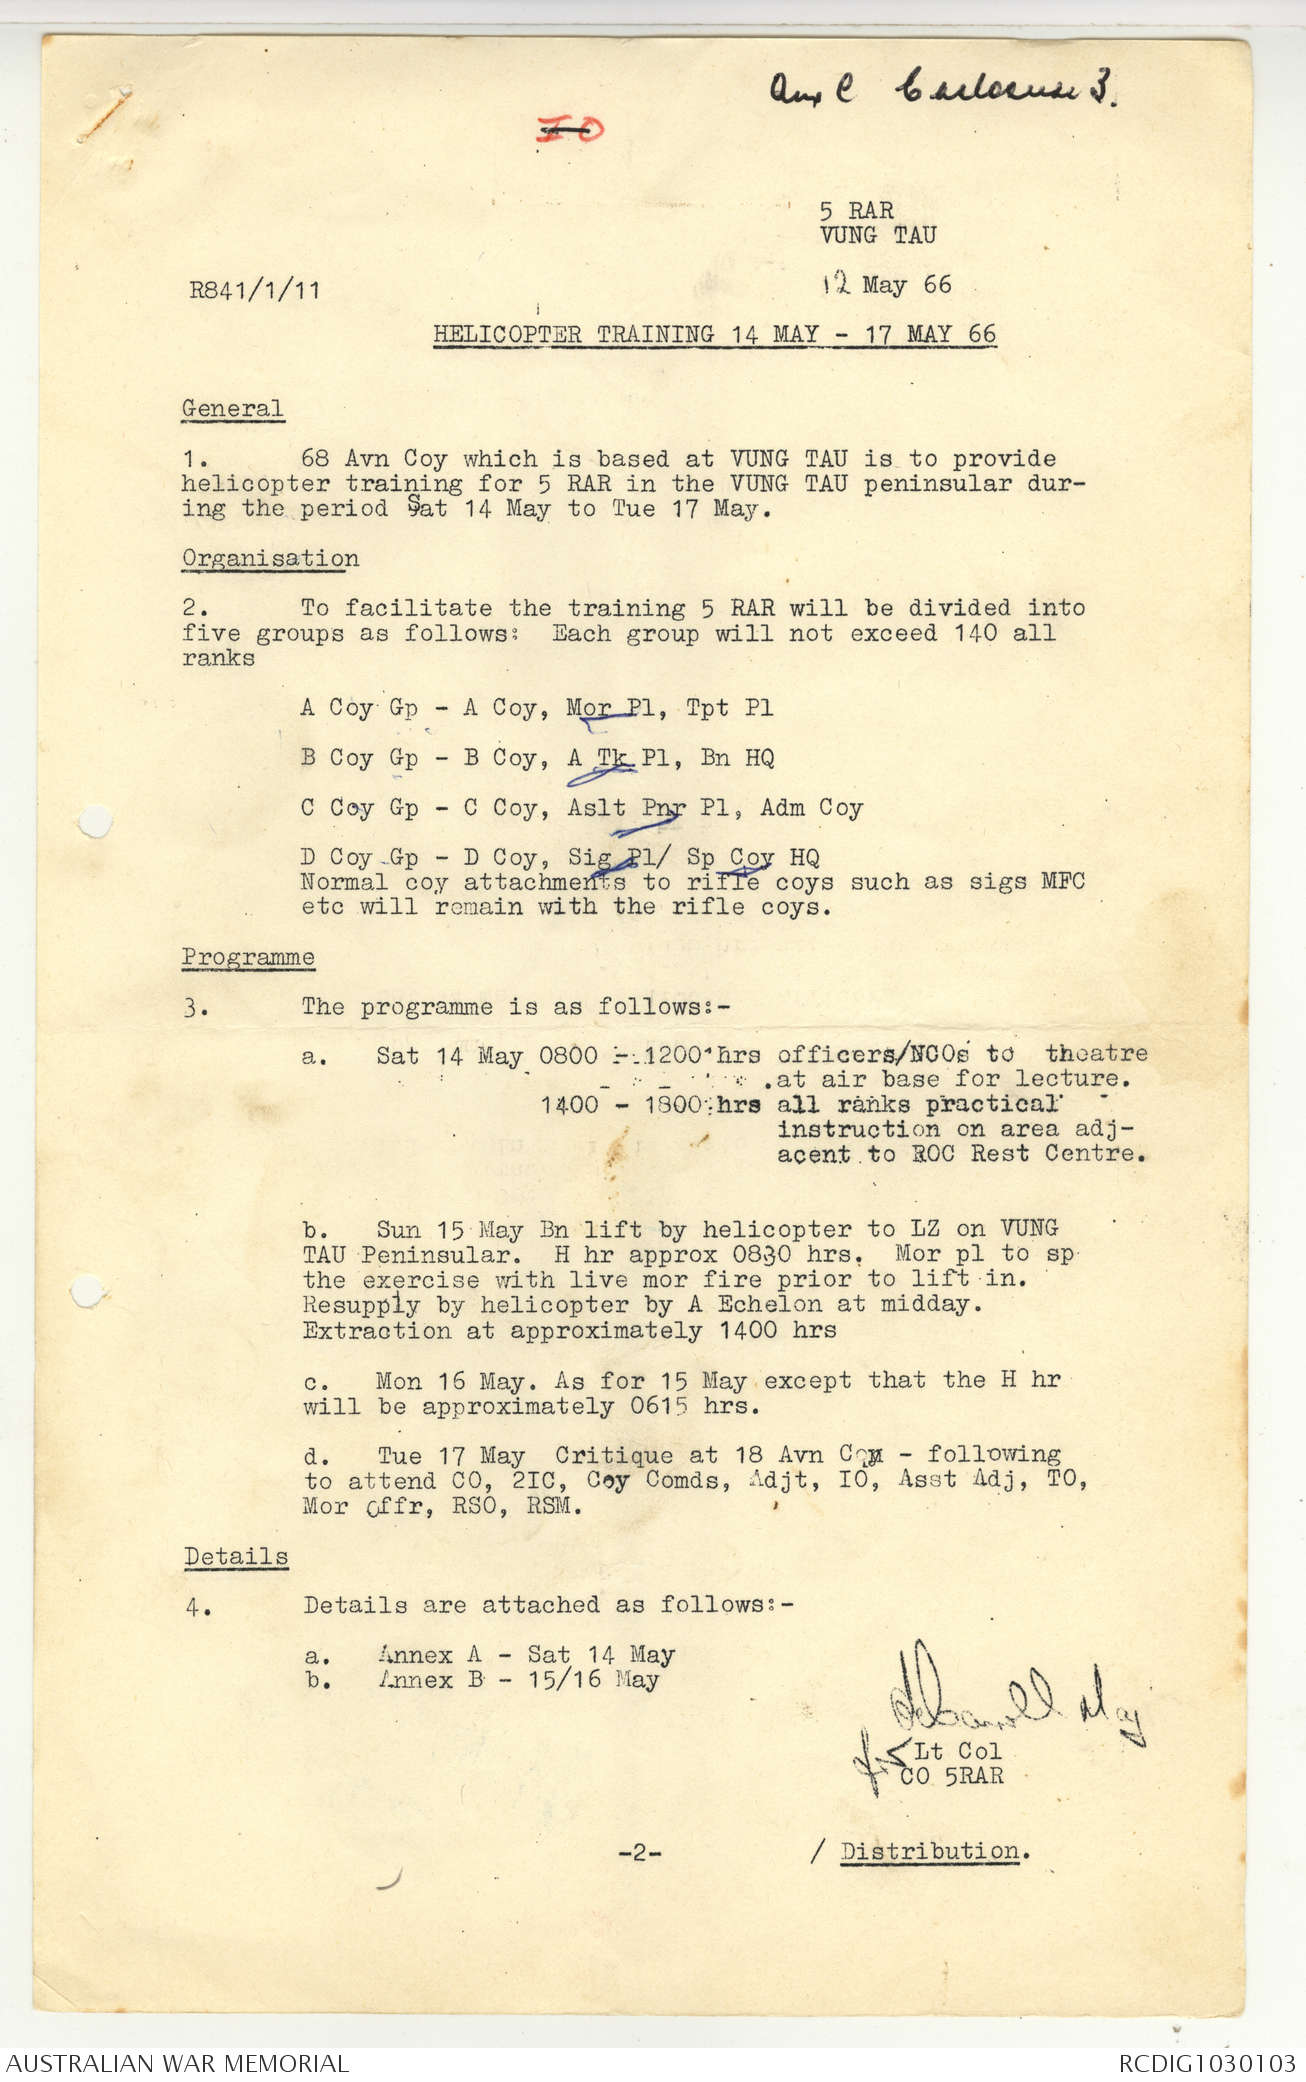 Anx C Enclosure 3.
IO
5 RAR
VUNG TAU
12 May 66
R841/1/11
HELICOPTER TRAINING 14 MAY - 17 MAY 66
General
1. 68 Avn Coy which is based at VUNG TAU is to provide
helicopter training for 5 RAR in the VUNG TAU peninsular dur-
ing the period Sat 14 May to Tue 17 May.
Organisation
2. To facilitate the training 5 RAR will be divided into
five groups as follows: Each group will not exceed 140 all
ranks
A Coy Gp - A Coy, Mor Pl, Tpt Pl
B Coy Gp - B Coy, A Tk Pl, Bn HQ
C Coy Gp - C Coy, Aslt Pnr Pl, Adm Coy
D Coy Gp - D Coy, Sig Pl/ Sp Coy HQ
Normal coy attachments to rifle coys such as sigs MFC
etc will remain with the rifle coys.
Programme
3. The programme is as follows:-
a. Sat 14 May 0800 - 1200 hrs officers/NCOs to theatre
at air base for lecture.
1400 - 1800 hrs all ranks practical
instruction on area adj-
acent to ROC Rest Centre.
b. Sun 15 May Bn lift by helicopter to LZ on VUNG
TAU Peninsular. H hr approx 0830 hrs. Mor pl to sp
the exercise with live mor fire prior to lift in.
Resupply by helicopter by A Echelon at midday.
Extraction at approximately 1400 hrs
c. Mon 16 May. As for 15 May except that the H hr
will be approximately 0615 hrs.
d. Tue 17 May Critique at 18 Avn Coy - following
to attend CO, 2IC, Coy Comds, Adjt, IO, Asst Adj, TO,
Mor Offr, RSO, RSM.
Details
4. Details are attached as follows:-
a. Annex A - Sat 14 May
b. Annex B - 15/16 May
Maj
for Lt Col
CO 5RAR
-2- / Distribution.
AUSTRALIAN WAR MEMORIAL RCDIG1030103